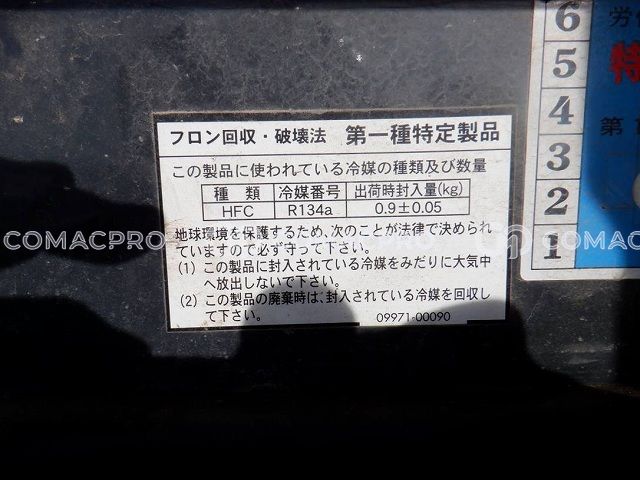 フロン回収・破壊法 第一種特定製品
この製品に使われている冷媒の種類及び数量
種 類 冷媒番号 出荷時封入量(kg)
HFC R134a 0.9±0.05
地球環境を保護するため、次のことが法律で決められ
ていますので必ず守って下さい。
(1) この製品に封入されている冷媒をみだりに大気中
へ放出しないで下さい。
(2) この製品の廃棄時は、封入されている冷媒を回収し
て下さい。
09971-00090
6
5
4
3
2
1
労
特
第
COMACPRO
COMAC